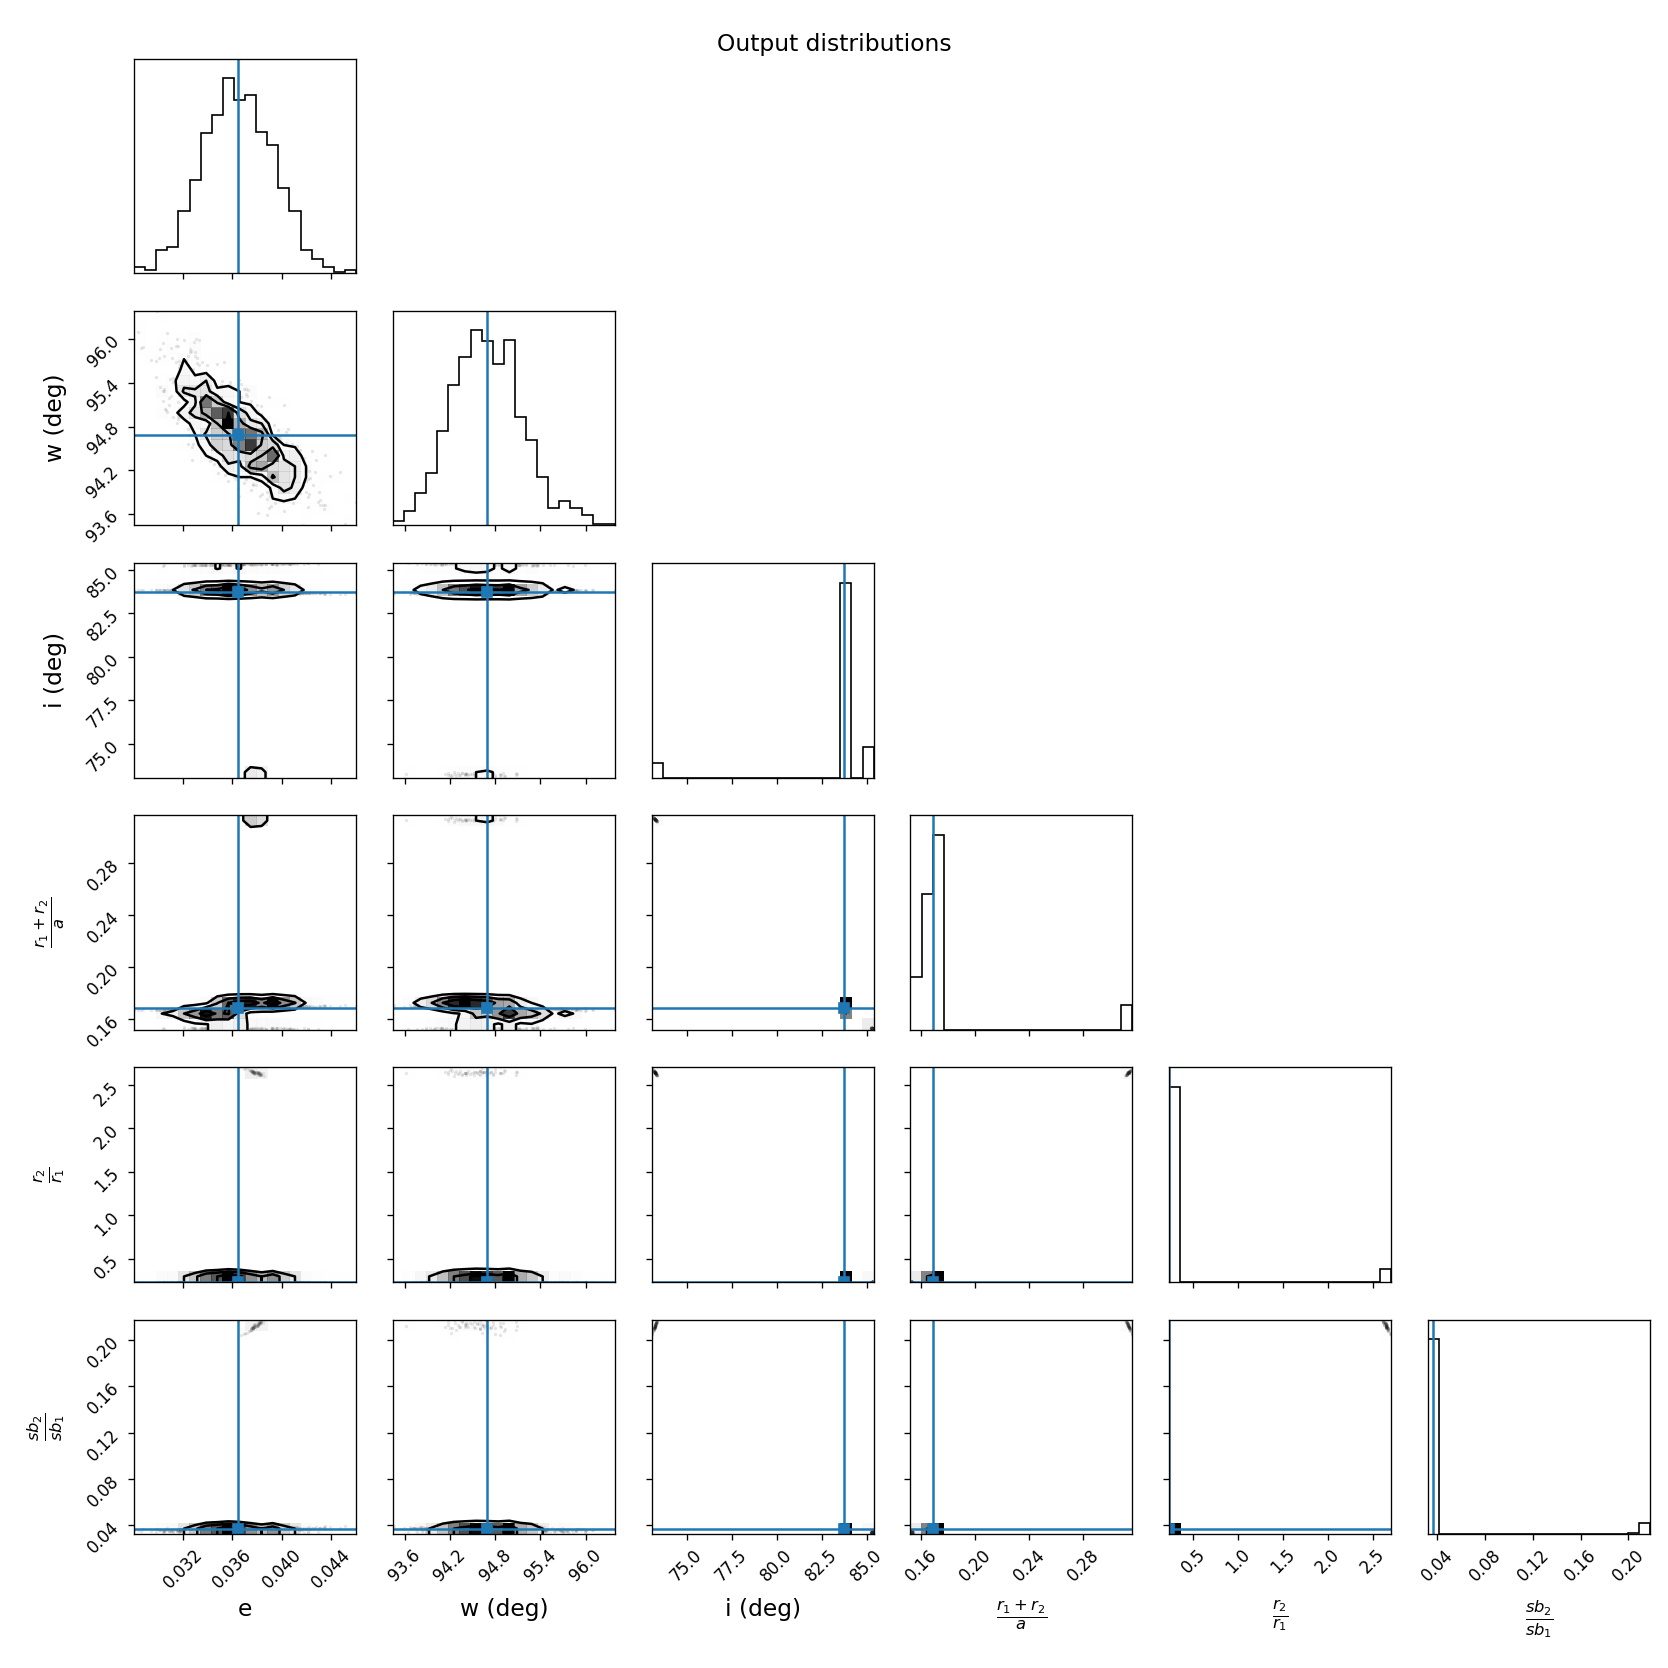 Output distributions
w (deg)
96.0
95.4
94.8
94.2
93.6
i (deg)
85.0
82.5
80.0
77.5
75.0
r₁ + r₂
a
0.28
0.24
0.20
0.16
r₂
r₁
2.5
2.0
1.5
1.0
0.5
sb₂
sb₁
0.20
0.16
0.12
0.08
0.04
0.032 0.036 0.040 0.044 93.6 94.2 94.8 95.4 96.0 75.0 77.5 80.0 82.5 85.0 0.16 0.20 0.24 0.28 0.5 1.0 1.5 2.0 2.5 0.04 0.08 0.12 0.16 0.20
e w (deg) i (deg)
r₁ + r₂ r₂ sb₂
a r₁ sb₁